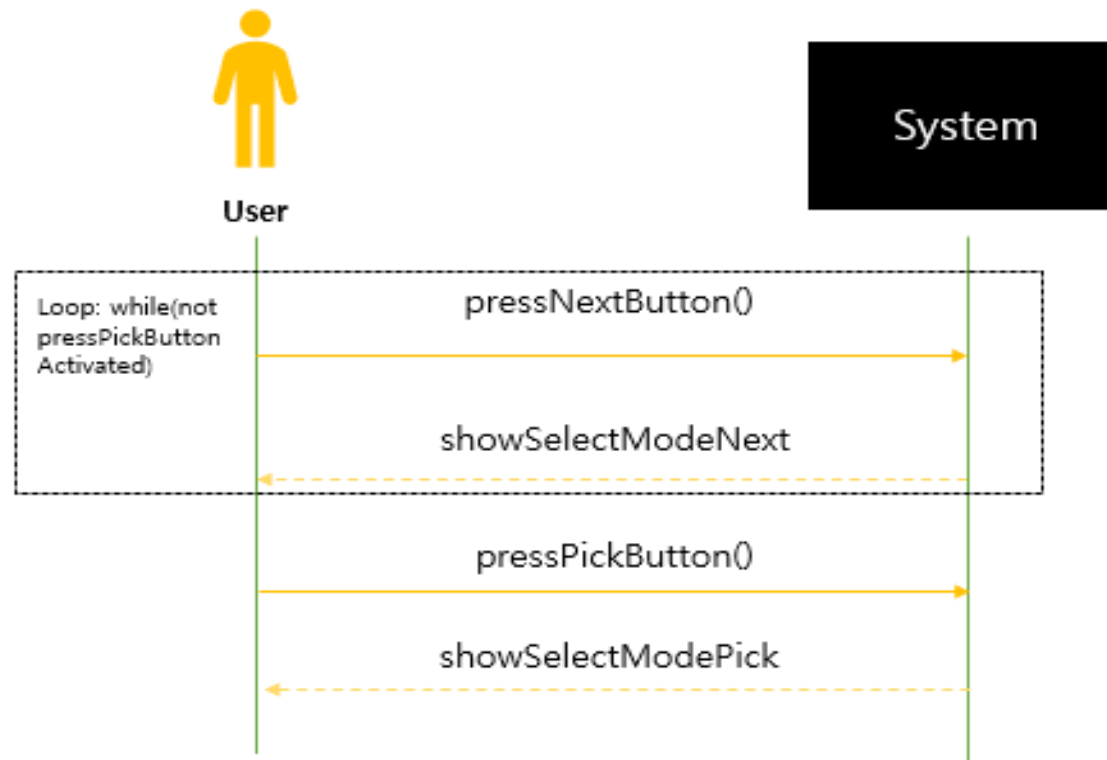 System
User
Loop: while(not
pressPickButton
Activated)
pressNextButton()
showSelectModeNext
pressPickButton()
showSelectModePick